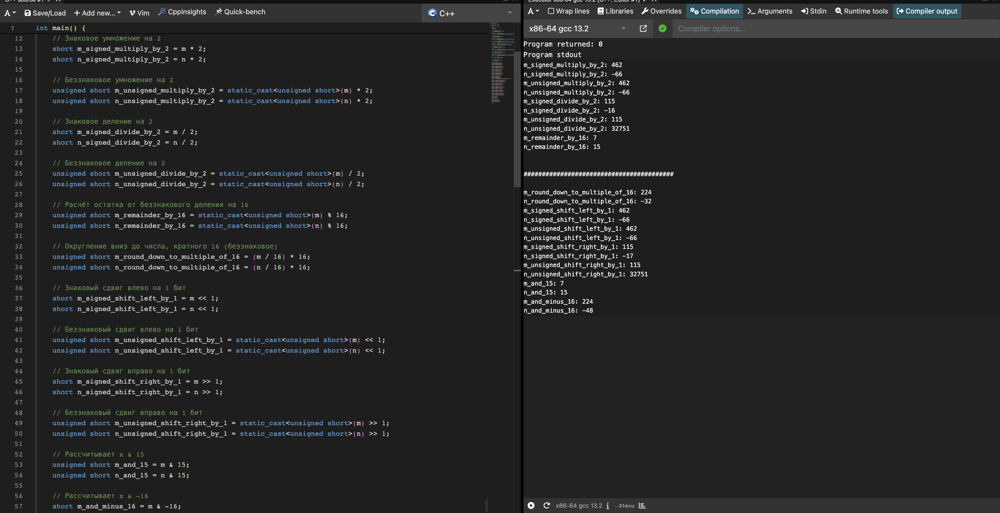 C++ source #1
A Save/Load + Add new... Vim CppInsights Quick-bench
C++
7 int main() {
12 // Знаковое умножение на 2
13 short m_signed_multiply_by_2 = m * 2;
14 short n_signed_multiply_by_2 = n * 2;
15
16 // Беззнаковое умножение на 2
17 unsigned short m_unsigned_multiply_by_2 = static_cast<unsigned short>(m) * 2;
18 unsigned short n_unsigned_multiply_by_2 = static_cast<unsigned short>(n) * 2;
19
20 // Знаковое деление на 2
21 short m_signed_divide_by_2 = m / 2;
22 short n_signed_divide_by_2 = n / 2;
23
24 // Беззнаковое деление на 2
25 unsigned short m_unsigned_divide_by_2 = static_cast<unsigned short>(m) / 2;
26 unsigned short n_unsigned_divide_by_2 = static_cast<unsigned short>(n) / 2;
27
28 // Расчёт остатка от беззнакового деления на 16
29 unsigned short m_remainder_by_16 = static_cast<unsigned short>(m) % 16;
30 unsigned short n_remainder_by_16 = static_cast<unsigned short>(n) % 16;
31
32 // Округление вниз до числа, кратного 16 (беззнаковое)
33 unsigned short m_round_down_to_multiple_of_16 = (m / 16) * 16;
34 unsigned short n_round_down_to_multiple_of_16 = (n / 16) * 16;
35
36 // Знаковый сдвиг влево на 1 бит
37 short m_signed_shift_left_by_1 = m << 1;
38 short n_signed_shift_left_by_1 = n << 1;
39
40 // Беззнаковый сдвиг влево на 1 бит
41 unsigned short m_unsigned_shift_left_by_1 = static_cast<unsigned short>(m) << 1;
42 unsigned short n_unsigned_shift_left_by_1 = static_cast<unsigned short>(n) << 1;
43
44 // Знаковый сдвиг вправо на 1 бит
45 short m_signed_shift_right_by_1 = m >> 1;
46 short n_signed_shift_right_by_1 = n >> 1;
47
48 // Беззнаковый сдвиг вправо на 1 бит
49 unsigned short m_unsigned_shift_right_by_1 = static_cast<unsigned short>(m) >> 1;
50 unsigned short n_unsigned_shift_right_by_1 = static_cast<unsigned short>(n) >> 1;
51
52 // Рассчитывает x & 15
53 unsigned short m_and_15 = m & 15;
54 unsigned short n_and_15 = n & 15;
55
56 // Рассчитывает x & -16
57 short m_and_minus_16 = m & -16;
Executor x86-64 gcc 13.2 (C++, Editor #1)
A Wrap lines Libraries Overrides Compilation Arguments Stdin Runtime tools Compiler output
x86-64 gcc 13.2 Compiler options...
Program returned: 0
Program stdout
m_signed_multiply_by_2: 462
n_signed_multiply_by_2: -66
m_unsigned_multiply_by_2: 462
n_unsigned_multiply_by_2: -66
m_signed_divide_by_2: 115
n_signed_divide_by_2: -16
m_unsigned_divide_by_2: 115
n_unsigned_divide_by_2: 32751
m_remainder_by_16: 7
n_remainder_by_16: 15
#########################################
m_round_down_to_multiple_of_16: 224
n_round_down_to_multiple_of_16: -32
m_signed_shift_left_by_1: 462
n_signed_shift_left_by_1: -66
m_unsigned_shift_left_by_1: 462
n_unsigned_shift_left_by_1: -66
m_signed_shift_right_by_1: 115
n_signed_shift_right_by_1: -17
m_unsigned_shift_right_by_1: 115
n_unsigned_shift_right_by_1: 32751
m_and_15: 7
n_and_15: 15
m_and_minus_16: 224
n_and_minus_16: -48
x86-64 gcc 13.2 i - 914ms